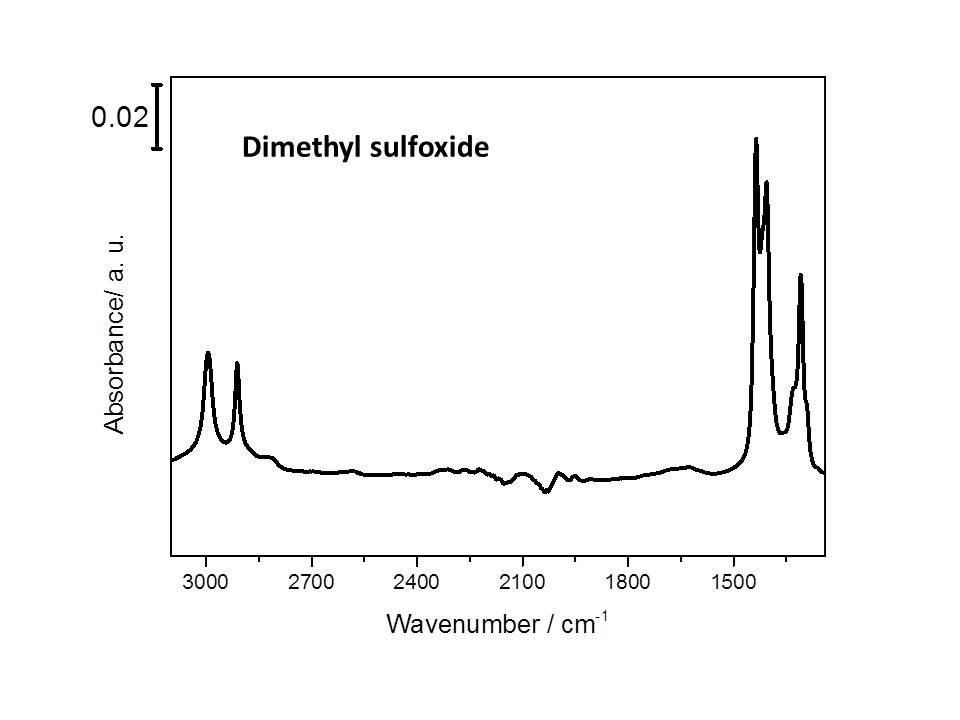 0.02
Dimethyl sulfoxide
Absorbance/ a. u.
3000 2700 2400 2100 1800 1500
Wavenumber / cm-1